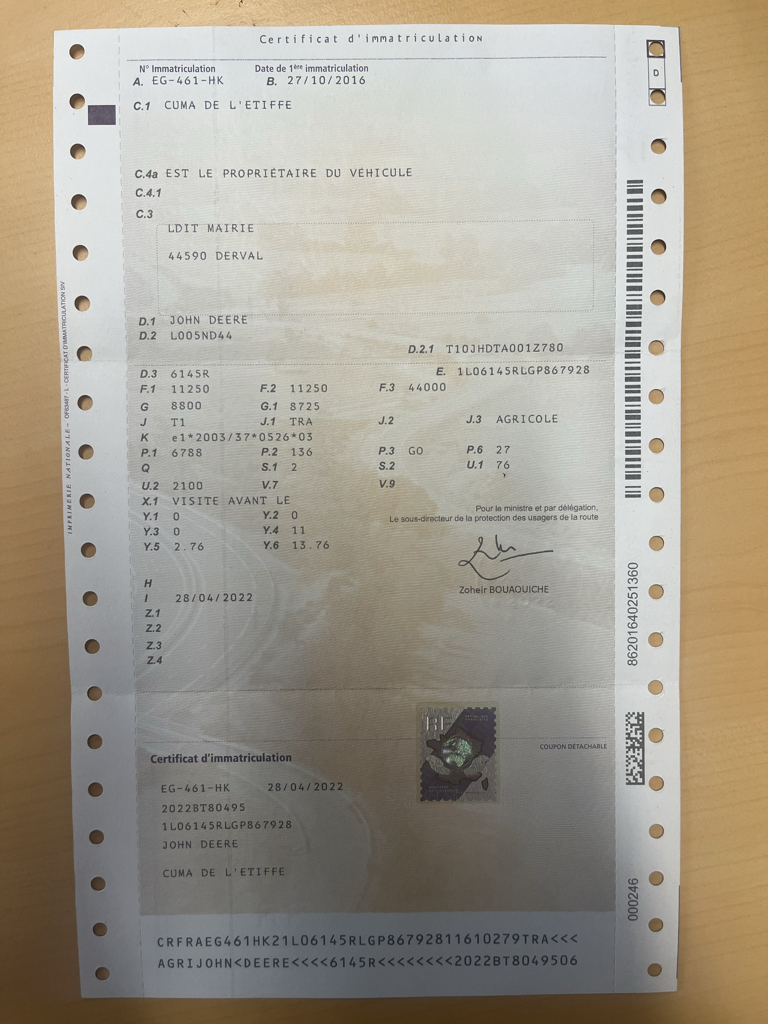 Certificat d'immatriculation
N° Immatriculation Date de 1ère immatriculation
A. EG-461-HK B. 27/10/2016
D
C.1 CUMA DE L'ETIFFE
C.4a EST LE PROPRIÉTAIRE DU VÉHICULE
C.4.1
C.3
LDIT MAIRIE
44590 DERVAL
D.1 JOHN DEERE
D.2 L005ND44
D.2.1 T10JHDTA001Z780
D.3 6145R E. 1L06145RLGP867928
F.1 11250 F.2 11250 F.3 44000
G 8800 G.1 8725
J T1 J.1 TRA J.2 J.3 AGRICOLE
K e1*2003/37*0526*03
P.1 6788 P.2 136 P.3 GO P.6 27
Q S.1 2 S.2 U.1 76
U.2 2100 V.7 V.9
X.1 VISITE AVANT LE
Y.1 0 Y.2 0
Y.3 0 Y.4 11
Y.5 2.76 Y.6 13.76
Pour le ministre et par délégation,
Le sous-directeur de la protection des usagers de la route
Zoheir BOUAOUICHE
H
I 28/04/2022
Z.1
Z.2
Z.3
Z.4
COUPON DÉTACHABLE
Certificat d'immatriculation
EG-461-HK 28/04/2022
2022BT80495
1L06145RLGP867928
JOHN DEERE
CUMA DE L'ETIFFE
CRFRAEG461HK21L06145RLGP86792811610279TRA<<<
AGRIJOHN<DEERE<<<<6145R<<<<<<<<<2022BT8049506
862016402513​60
000246